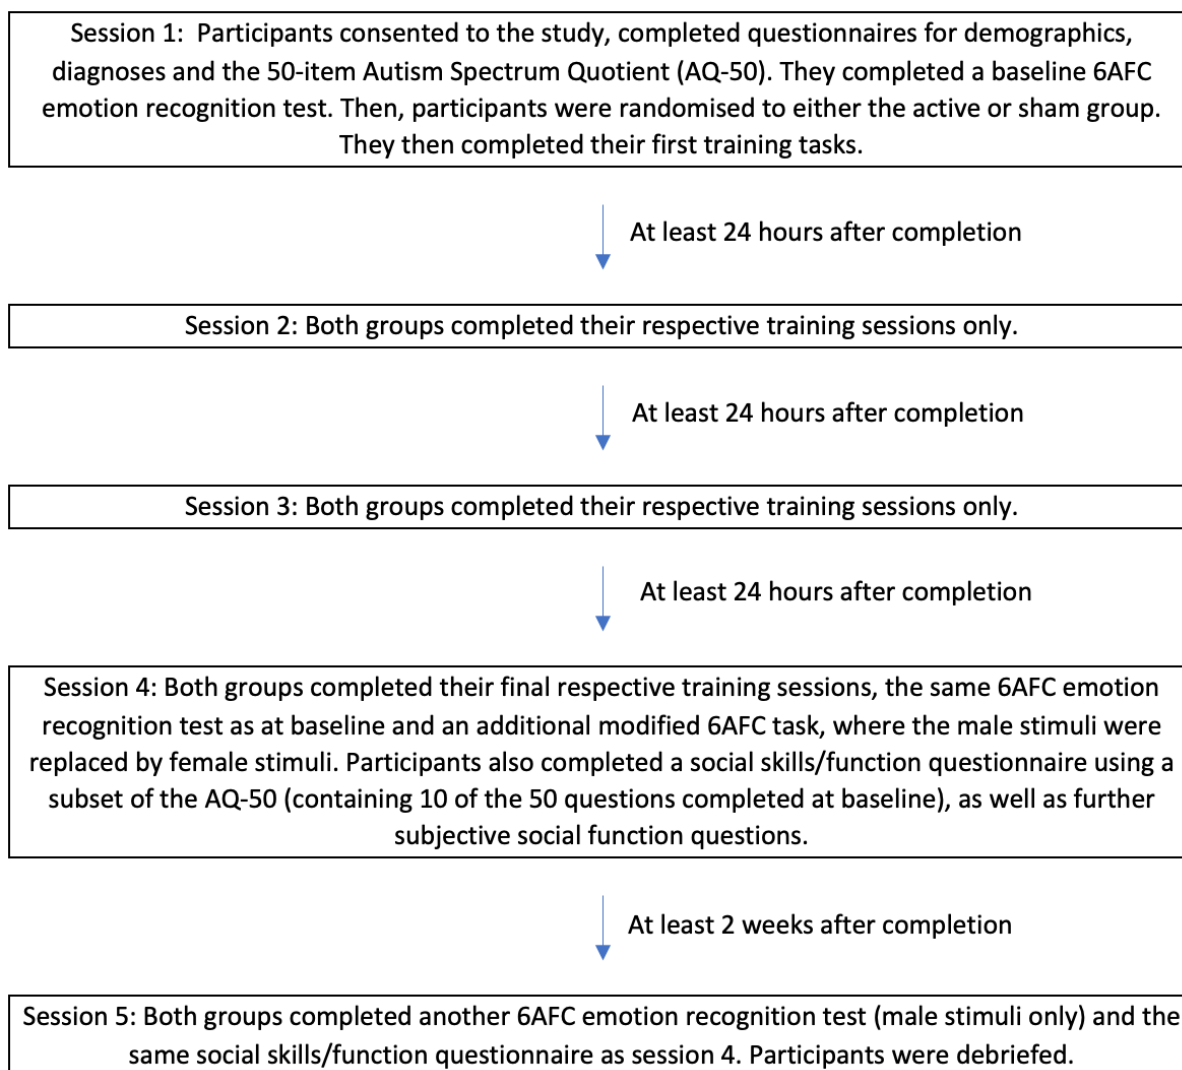 Session 1:  Participants consented to the study, completed questionnaires for demographics,
diagnoses and the 50-item Autism Spectrum Quotient (AQ-50). They completed a baseline 6AFC
emotion recognition test. Then, participants were randomised to either the active or sham group.
They then completed their first training tasks.
At least 24 hours after completion
Session 2: Both groups completed their respective training sessions only.
At least 24 hours after completion
Session 3: Both groups completed their respective training sessions only.
At least 24 hours after completion
Session 4: Both groups completed their final respective training sessions, the same 6AFC emotion
recognition test as at baseline and an additional modified 6AFC task, where the male stimuli were
replaced by female stimuli. Participants also completed a social skills/function questionnaire using a
subset of the AQ-50 (containing 10 of the 50 questions completed at baseline), as well as further
subjective social function questions.
At least 2 weeks after completion
Session 5: Both groups completed another 6AFC emotion recognition test (male stimuli only) and the
same social skills/function questionnaire as session 4. Participants were debriefed.